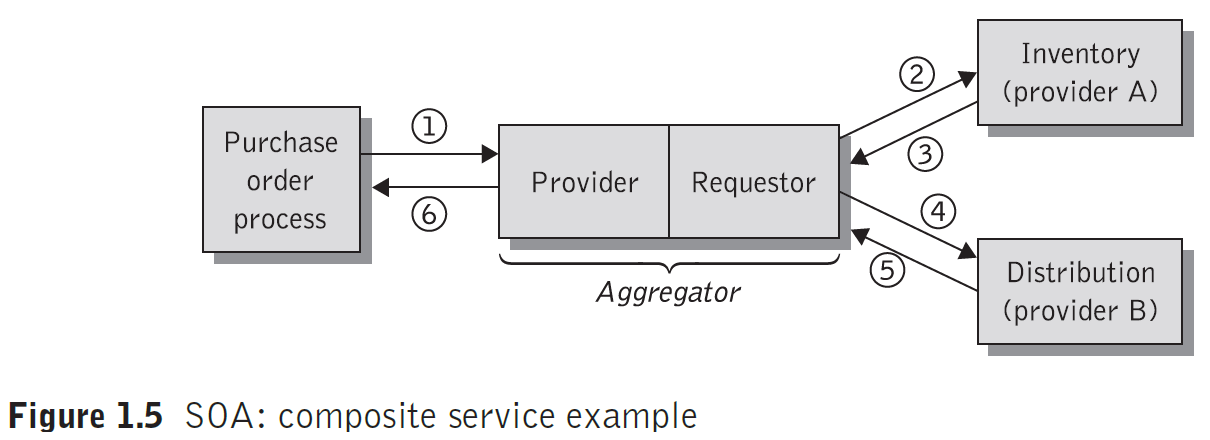 Purchase
order
process
①
⑥
Provider
Requestor
Aggregator
②
③
④
⑤
Inventory
(provider A)
Distribution
(provider B)
Figure 1.5 SOA: composite service example